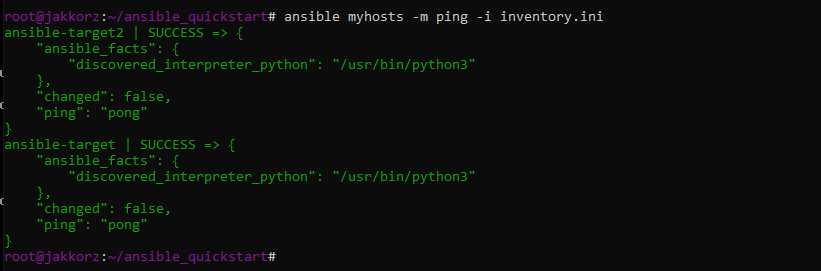 root@jakkorz:~/ansible_quickstart# ansible myhosts -m ping -i inventory.ini
ansible-target2 | SUCCESS => {
    "ansible_facts": {
        "discovered_interpreter_python": "/usr/bin/python3"
    },
    "changed": false,
    "ping": "pong"
}
ansible-target | SUCCESS => {
    "ansible_facts": {
        "discovered_interpreter_python": "/usr/bin/python3"
    },
    "changed": false,
    "ping": "pong"
}
root@jakkorz:~/ansible_quickstart#